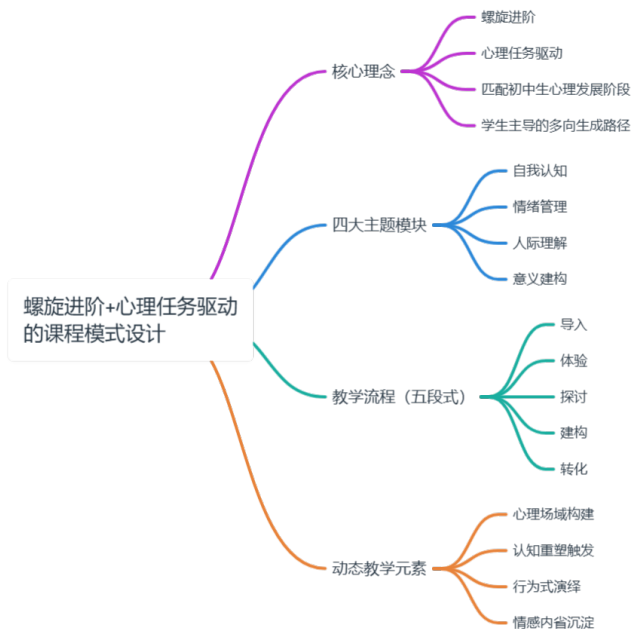 螺旋进阶+心理任务驱动
的课程模式设计
核心理念
螺旋进阶
心理任务驱动
匹配初中生心理发展阶段
学生主导的多向生成路径
四大主题模块
自我认知
情绪管理
人际理解
意义建构
教学流程（五段式）
导入
体验
探讨
建构
转化
动态教学元素
心理场域构建
认知重塑触发
行为式演绎
情感内省沉淀